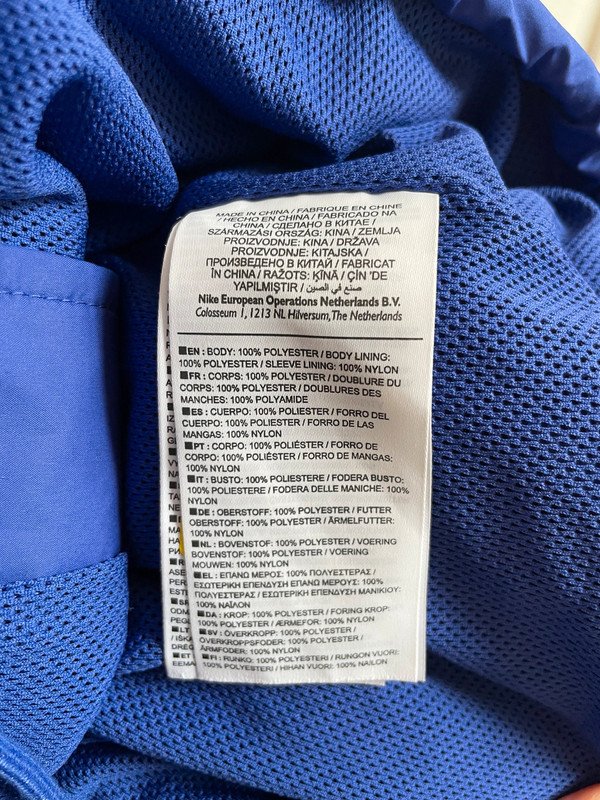 MADE IN CHINA / FABRIQUE EN CHINE
/ HECHO EN CHINA / FABRICADO NA
CHINA / СДЕЛАНО В КИТАЕ /
SZÁRMAZÁSI ORSZÁG: KINA / ZEMLJA
PROIZVODNJE: KINA / DRŽAVA
PROIZVODNJE: KITAJSKA /
ПРОИЗВЕДЕНО В КИТАЙ / FABRICAT
ÎN CHINA / RAŽOTS: ĶĪNĀ / ÇİN 'DE
YAPILMIŞTIR / صنع في الصين
Nike European Operations Netherlands B.V.
Colosseum 1, 1213 NL Hilversum, The Netherlands
EN : BODY: 100% POLYESTER / BODY LINING:
100% POLYESTER / SLEEVE LINING: 100% NYLON
FR : CORPS: 100% POLYESTER / DOUBLURE DU
CORPS: 100% POLYESTER / DOUBLURES DES
MANCHES: 100% POLYAMIDE
ES : CUERPO: 100% POLIESTER / FORRO DEL
CUERPO: 100% POLIESTER / FORRO DE LAS
MANGAS: 100% NYLON
PT : CORPO: 100% POLIÉSTER / FORRO DE
CORPO: 100% POLIÉSTER / FORRO DE MANGAS:
100% NYLON
IT : BUSTO: 100% POLIESTERE / FODERA BUSTO:
100% POLIESTERE / FODERA DELLE MANICHE: 100%
NYLON
DE : OBERSTOFF: 100% POLYESTER / FUTTER
OBERSTOFF: 100% POLYESTER / ÄRMELFUTTER:
100% NYLON
NL : BOVENSTOF: 100% POLYESTER / VOERING
BOVENSTOF: 100% POLYESTER / VOERING
MOUWEN: 100% NYLON
EL : ΕΠΑΝΩ ΜΕΡΟΣ: 100% ΠΟΛΥΕΣΤΕΡΑΣ /
ΕΣΩΤΕΡΙΚΗ ΕΠΕΝΔΥΣΗ ΕΠΑΝΩ ΜΕΡΟΥΣ: 100%
ΠΟΛΥΕΣΤΕΡΑΣ / ΕΣΩΤΕΡΙΚΗ ΕΠΕΝΔΥΣΗ ΜΑΝΙΚΙΟΥ:
100% ΝΑΪΛΟΝ
DA : KROP: 100% POLYESTER / FORING KROP:
100% POLYESTER / ÆRMEFOR: 100% NYLON
SV : ÖVERKROPP: 100% POLYESTER /
ÖVERKROPPSFODER: 100% POLYESTER /
ÄRMFODER: 100% NYLON
FI : RUNKO: 100% POLYESTERI / RUNGON VUORI:
100% POLYESTERI / HIHAN VUORI: 100% NAILON